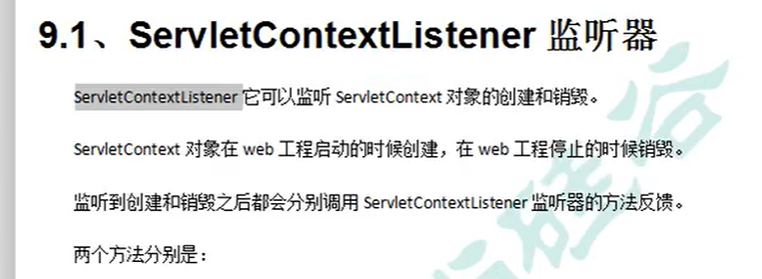 9.1、ServletContextListener 监听器
ServletContextListener 它可以监听 ServletContext 对象的创建和销毁。
ServletContext 对象在 web 工程启动的时候创建，在 web 工程停止的时候销毁。
监听到创建和销毁之后都会分别调用 ServletContextListener 监听器的方法反馈。
两个方法分别是：